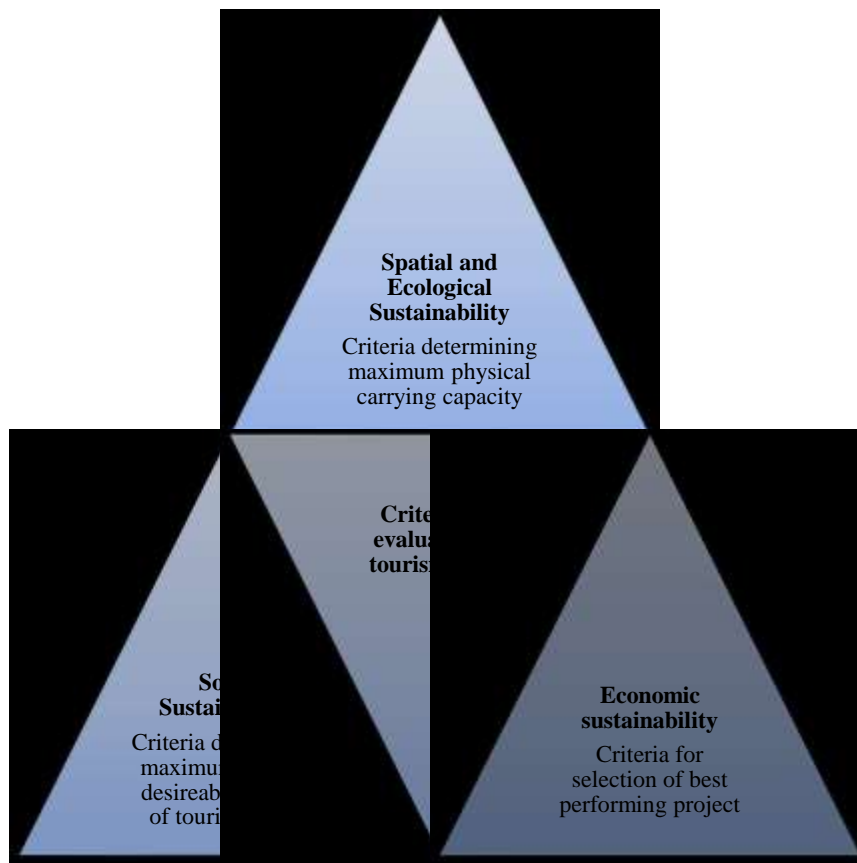 Spatial and
Ecological
Sustainability
Criteria determining
maximum physical
carrying capacity
Crite
evalua
touris
So
Sustai
Criteria d
maximu
desireab
of touri
Economic
sustainability
Criteria for
selection of best
performing project